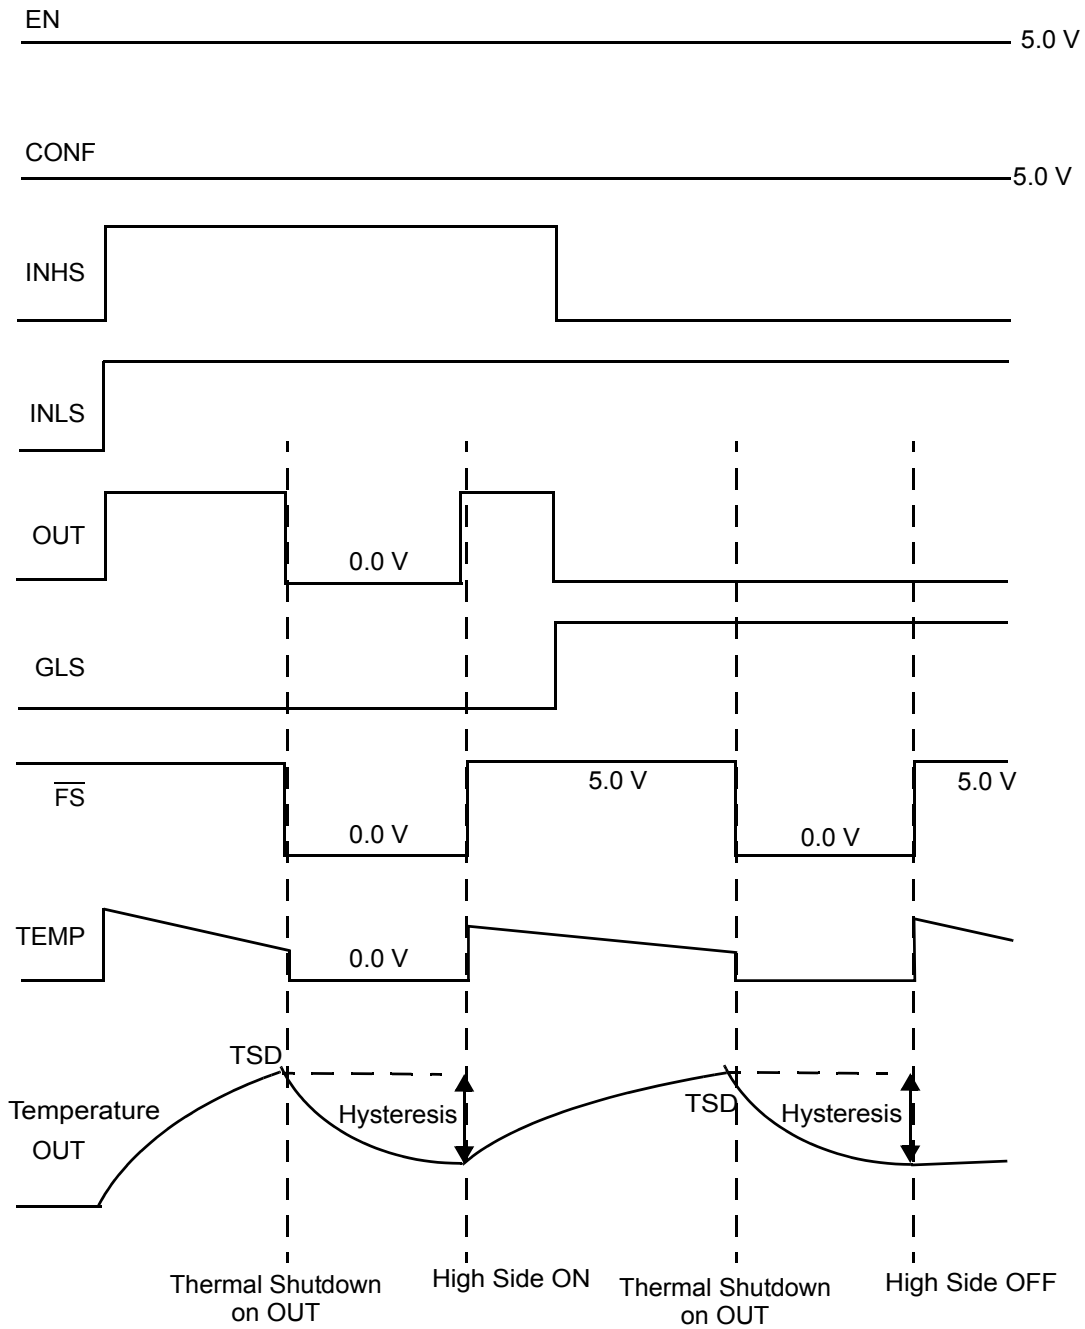 EN
5.0 V
CONF
5.0 V
INHS
INLS
OUT
0.0 V
GLS
FS
5.0 V
5.0 V
0.0 V
0.0 V
TEMP
0.0 V
TSD
Temperature
OUT
Hysteresis
TSD
Hysteresis
Thermal Shutdown
on OUT
High Side ON
Thermal Shutdown
on OUT
High Side OFF